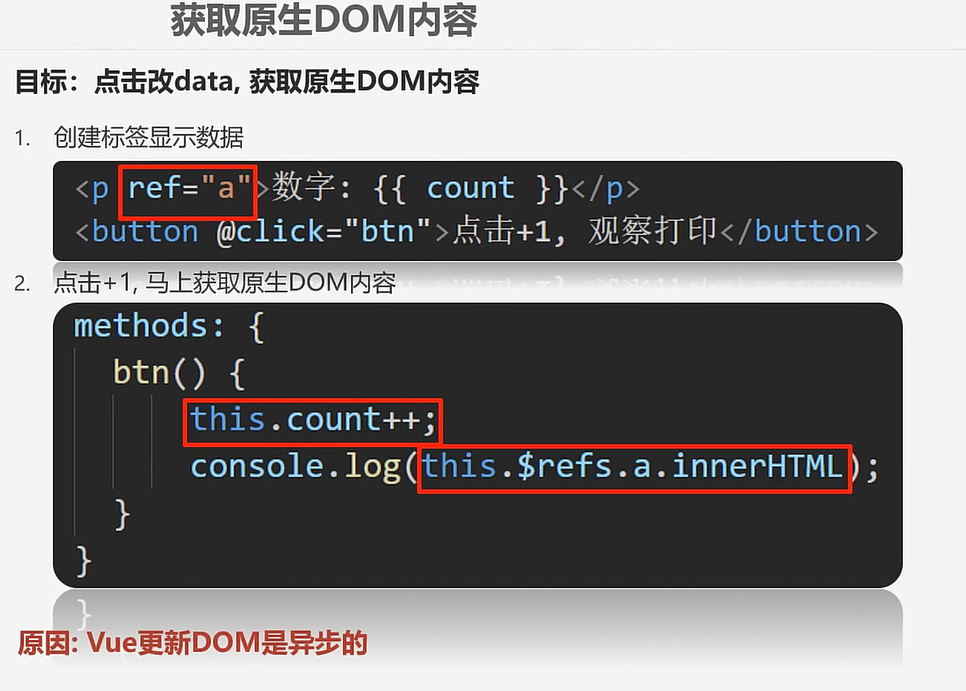 获取原生DOM内容
目标：点击改data, 获取原生DOM内容
1. 创建标签显示数据
<p ref="a">数字: {{ count }}</p>
<button @click="btn">点击+1, 观察打印</button>
2. 点击+1, 马上获取原生DOM内容
methods: {
btn() {
this.count++;
console.log(this.$refs.a.innerHTML);
}
}
原因: Vue更新DOM是异步的